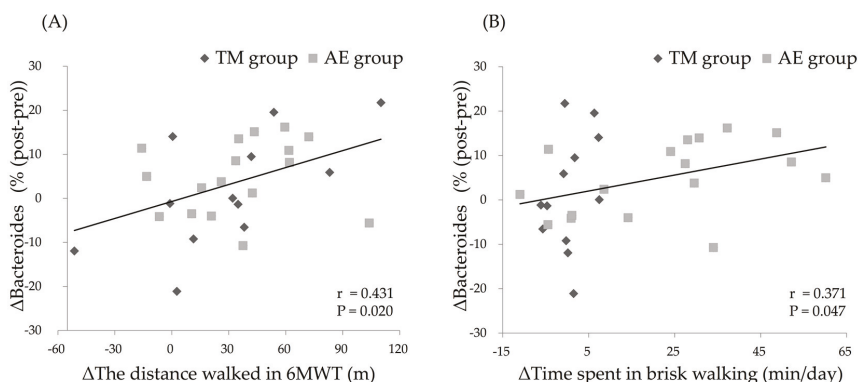 (A)
TM group AE group
ΔBacteroides (% (post-pre))
30
20
10
0
-10
-20
-30
-60 -30 0 30 60 90 120
r = 0.431
P = 0.020
ΔThe distance walked in 6MWT (m)
(B)
TM group AE group
ΔBacteroides (% (post-pre))
30
20
10
0
-10
-20
-30
-15 5 25 45 65
r = 0.371
P = 0.047
ΔTime spent in brisk walking (min/day)